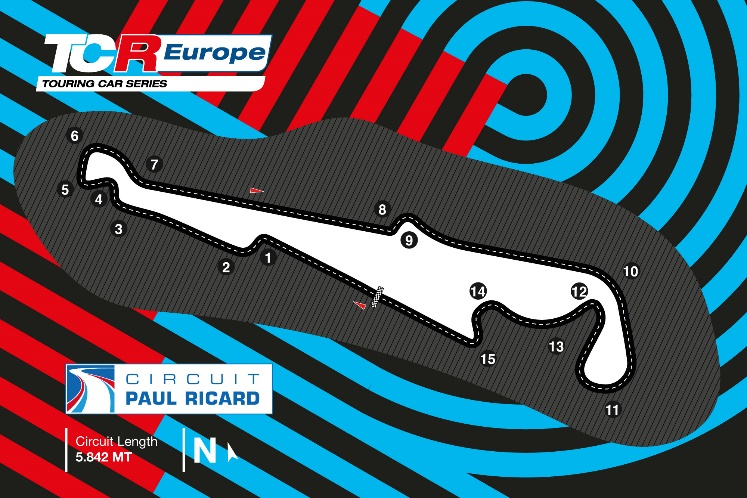 TCR Europe
TOURING CAR SERIES
6
7
5
4
3
8
9
2
1
10
14
12
13
15
11
CIRCUIT
PAUL RICARD
Circuit Length
5.842 MT
N